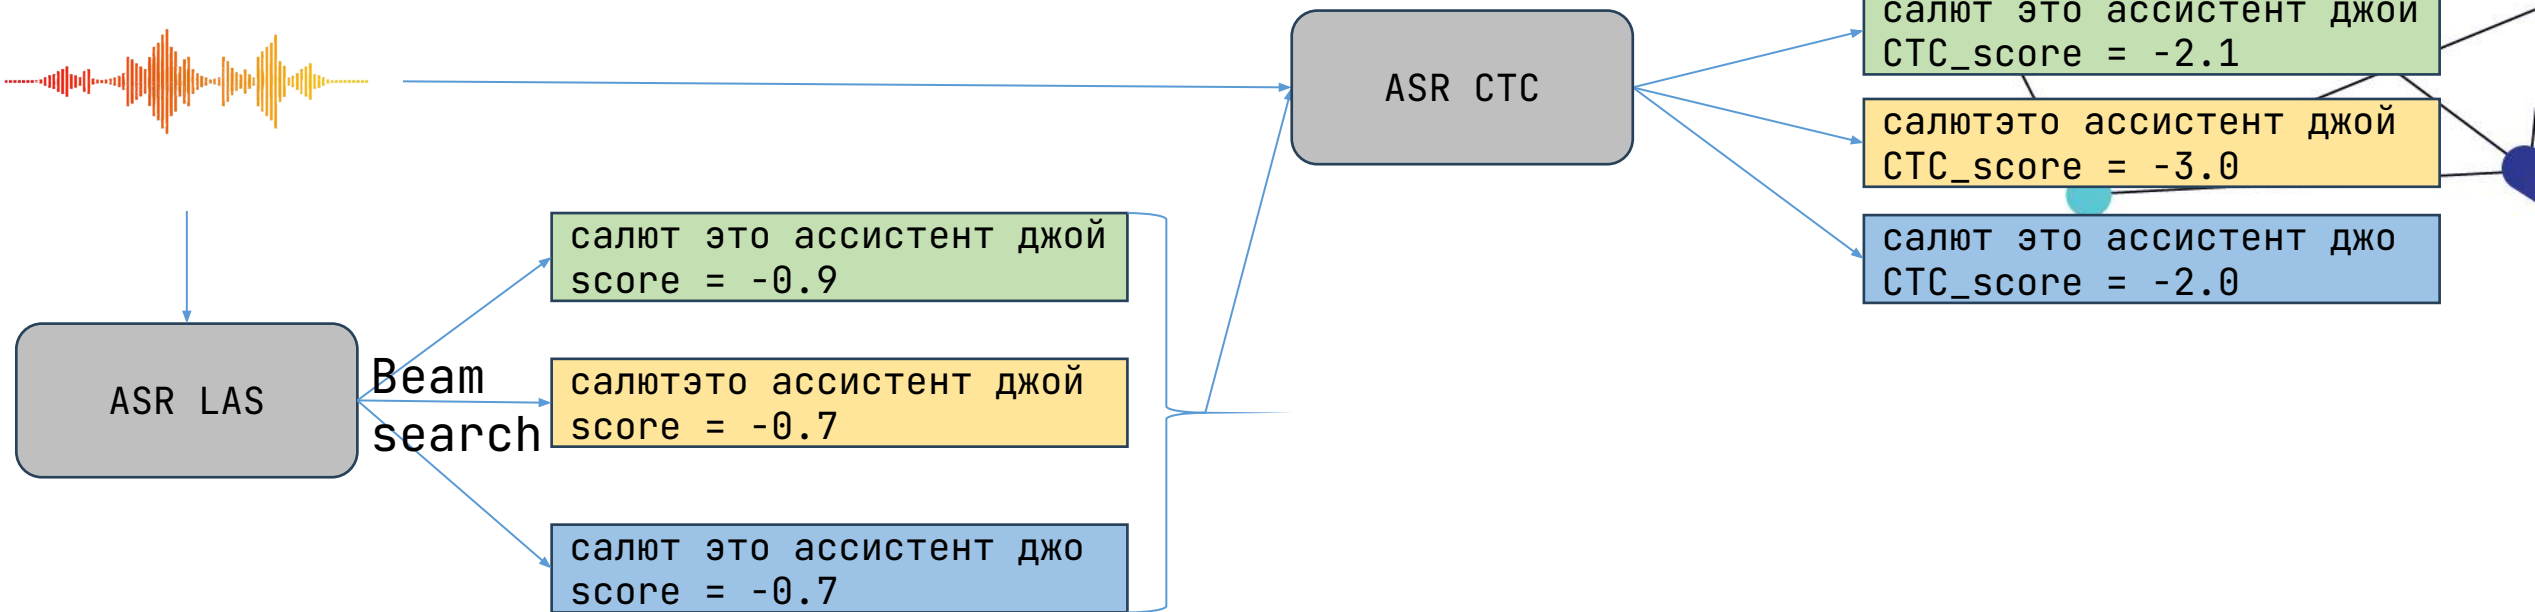 ASR CTC
салют это ассистент джой
CTC_score = -2.1
салютэто ассистент джой
CTC_score = -3.0
салют это ассистент джо
CTC_score = -2.0
ASR LAS
Beam
search
салют это ассистент джой
score = -0.9
салютэто ассистент джой
score = -0.7
салют это ассистент джо
score = -0.7